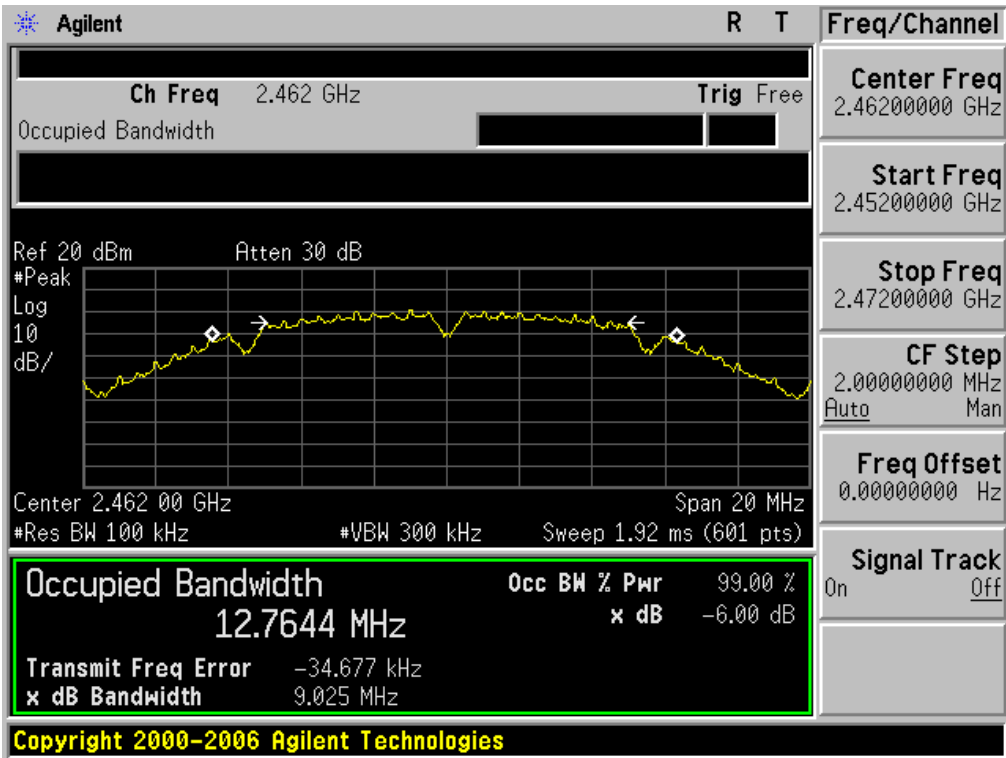 Agilent R T
Ch Freq 2.462 GHz Trig Free
Occupied Bandwidth
Ref 20 dBm Atten 30 dB
#Peak
Log
10
dB/
Center 2.462 00 GHz Span 20 MHz
#Res BW 100 kHz #VBW 300 kHz Sweep 1.92 ms (601 pts)
Occupied Bandwidth Occ BW % Pwr 99.00 %
12.7644 MHz x dB -6.00 dB
Transmit Freq Error -34.677 kHz
x dB Bandwidth 9.025 MHz
Copyright 2000-2006 Agilent Technologies
Freq/Channel
Center Freq
2.46200000 GHz
Start Freq
2.45200000 GHz
Stop Freq
2.47200000 GHz
CF Step
2.00000000 MHz
Auto Man
Freq Offset
0.00000000 Hz
Signal Track
On Off